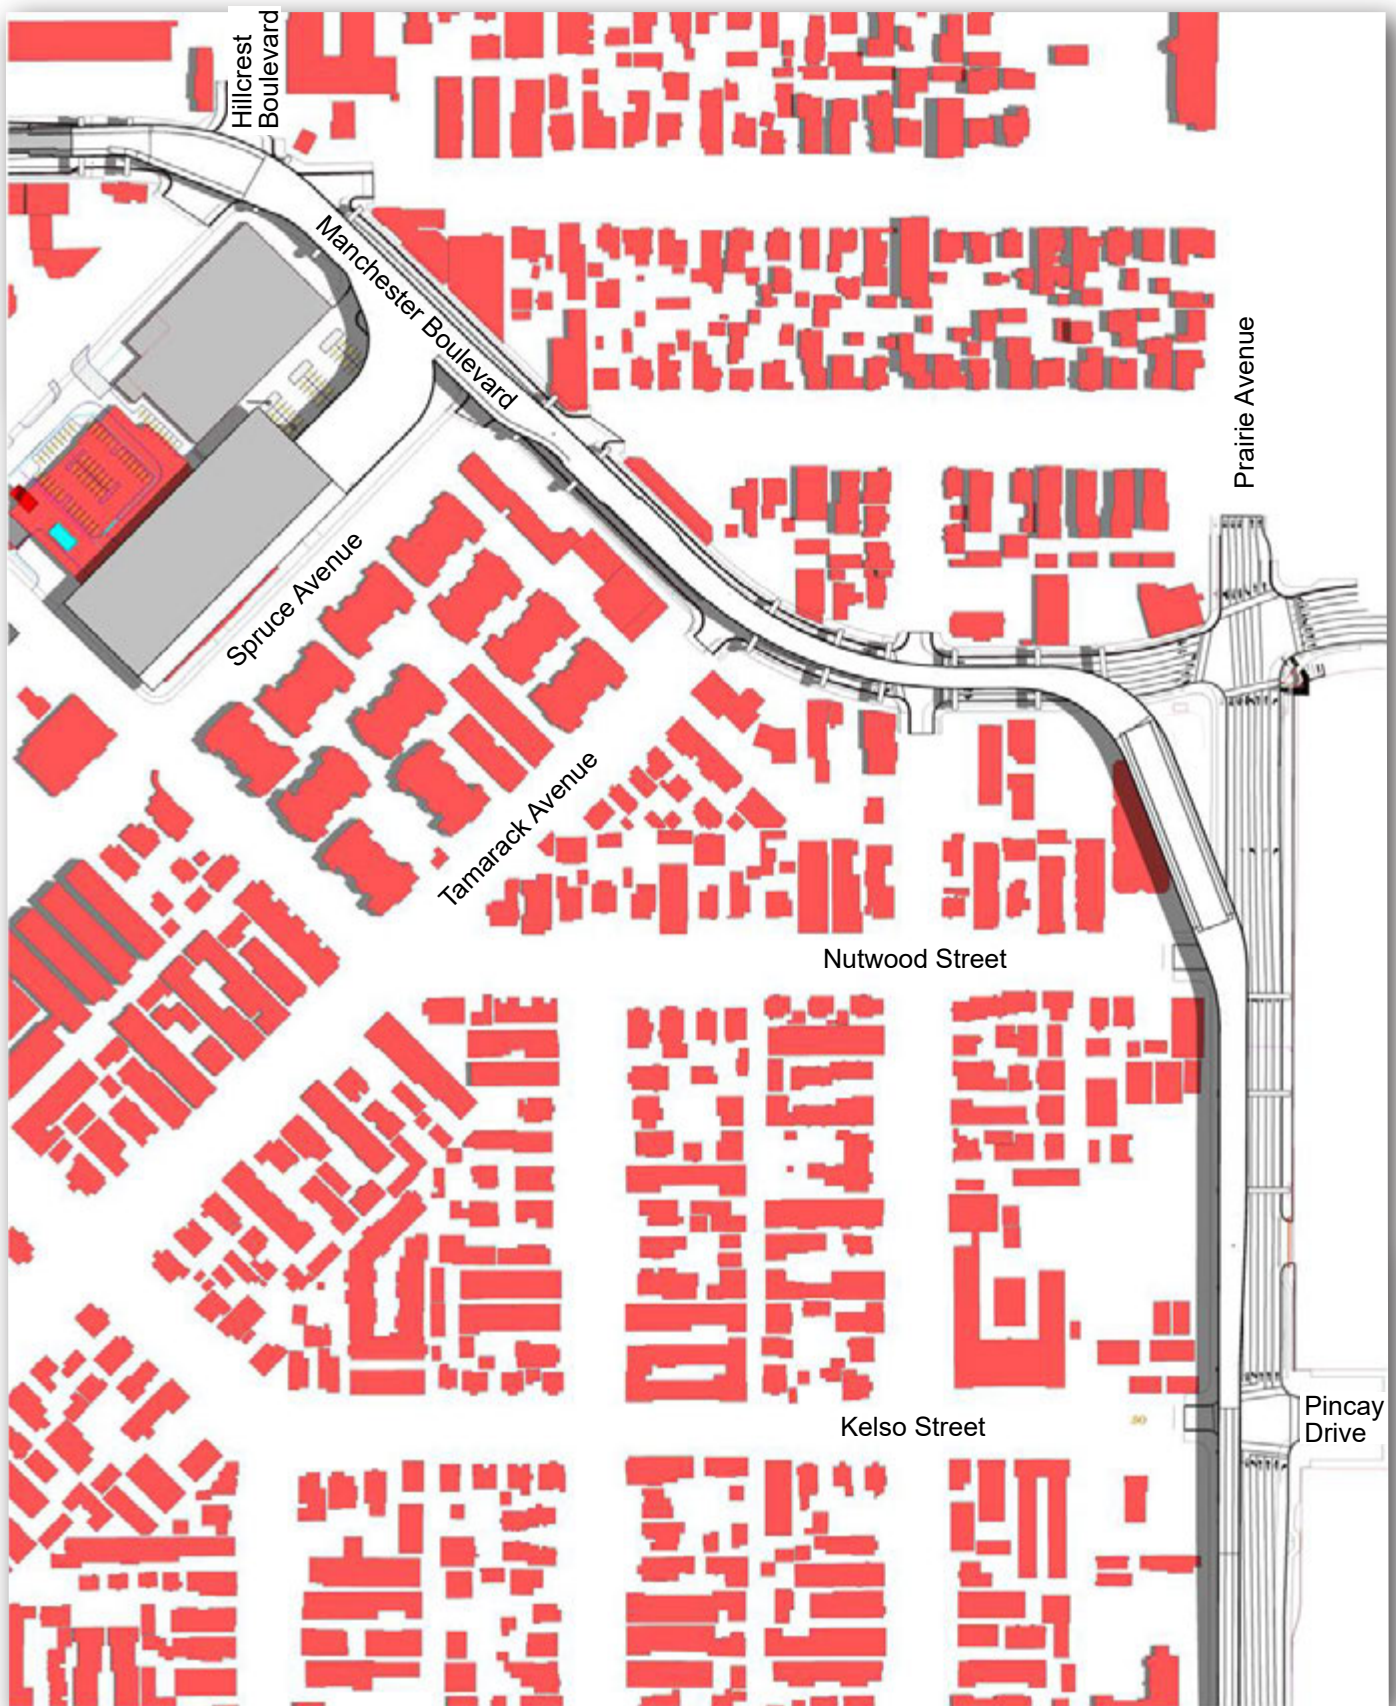 Hillcrest
Boulevard
Manchester Boulevard
Prairie Avenue
Spruce Avenue
Tamarack Avenue
Nutwood Street
Kelso Street
Pincay
Drive